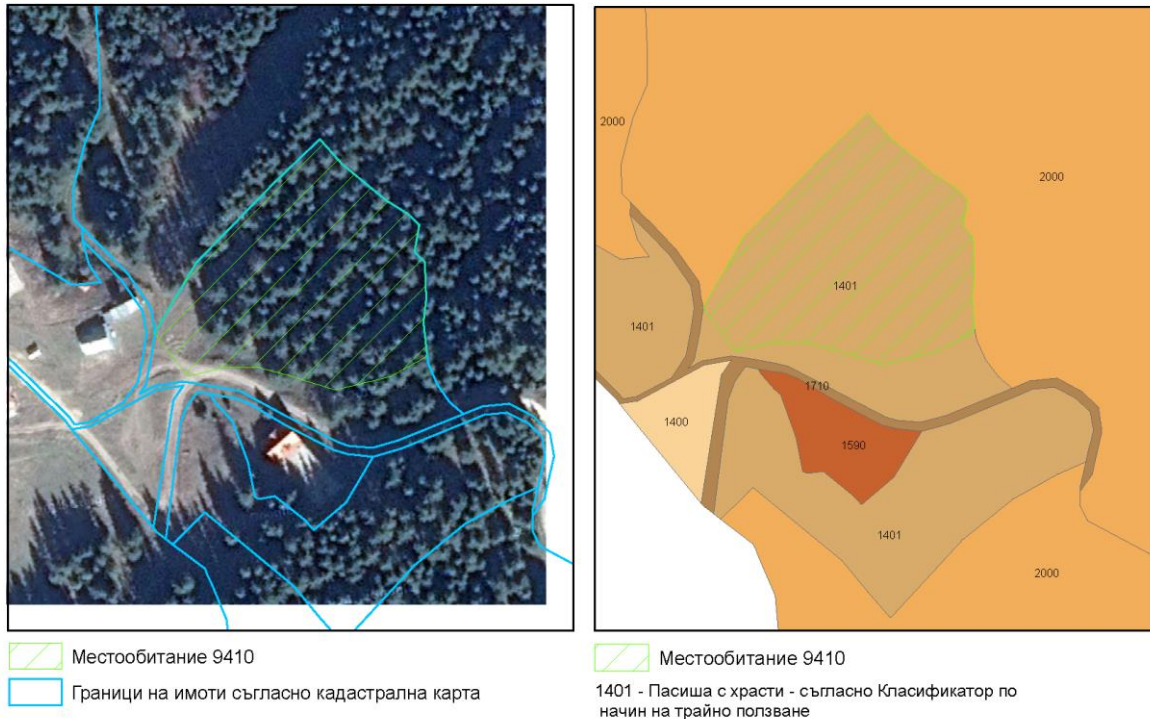 2000
2000
1401
1401
1710
1400
1590
1401
2000
Местообитание 9410
Граници на имоти съгласно кадастрална карта
Местообитание 9410
1401 - Пасиша с храсти - съгласно Класификатор по
начин на трайно ползване